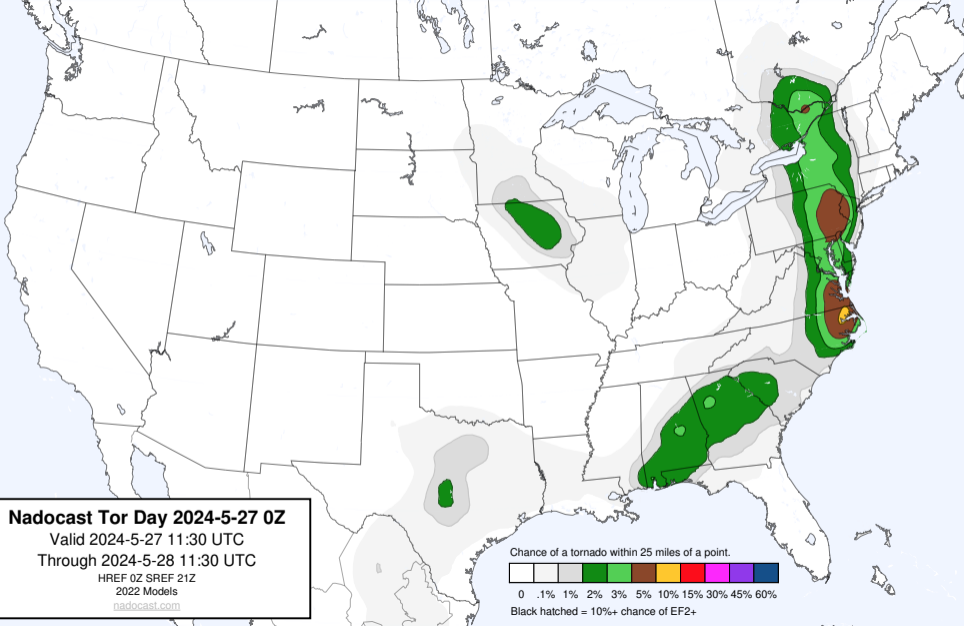 Nadocast Tor Day 2024-5-27 0Z
Valid 2024-5-27 11:30 UTC
Through 2024-5-28 11:30 UTC
HREF 0Z SREF 21Z
2022 Models
nadocast.com
Chance of a tornado within 25 miles of a point.
0 .1% 1% 2% 3% 5% 10% 15% 30% 45% 60%
Black hatched = 10%+ chance of EF2+